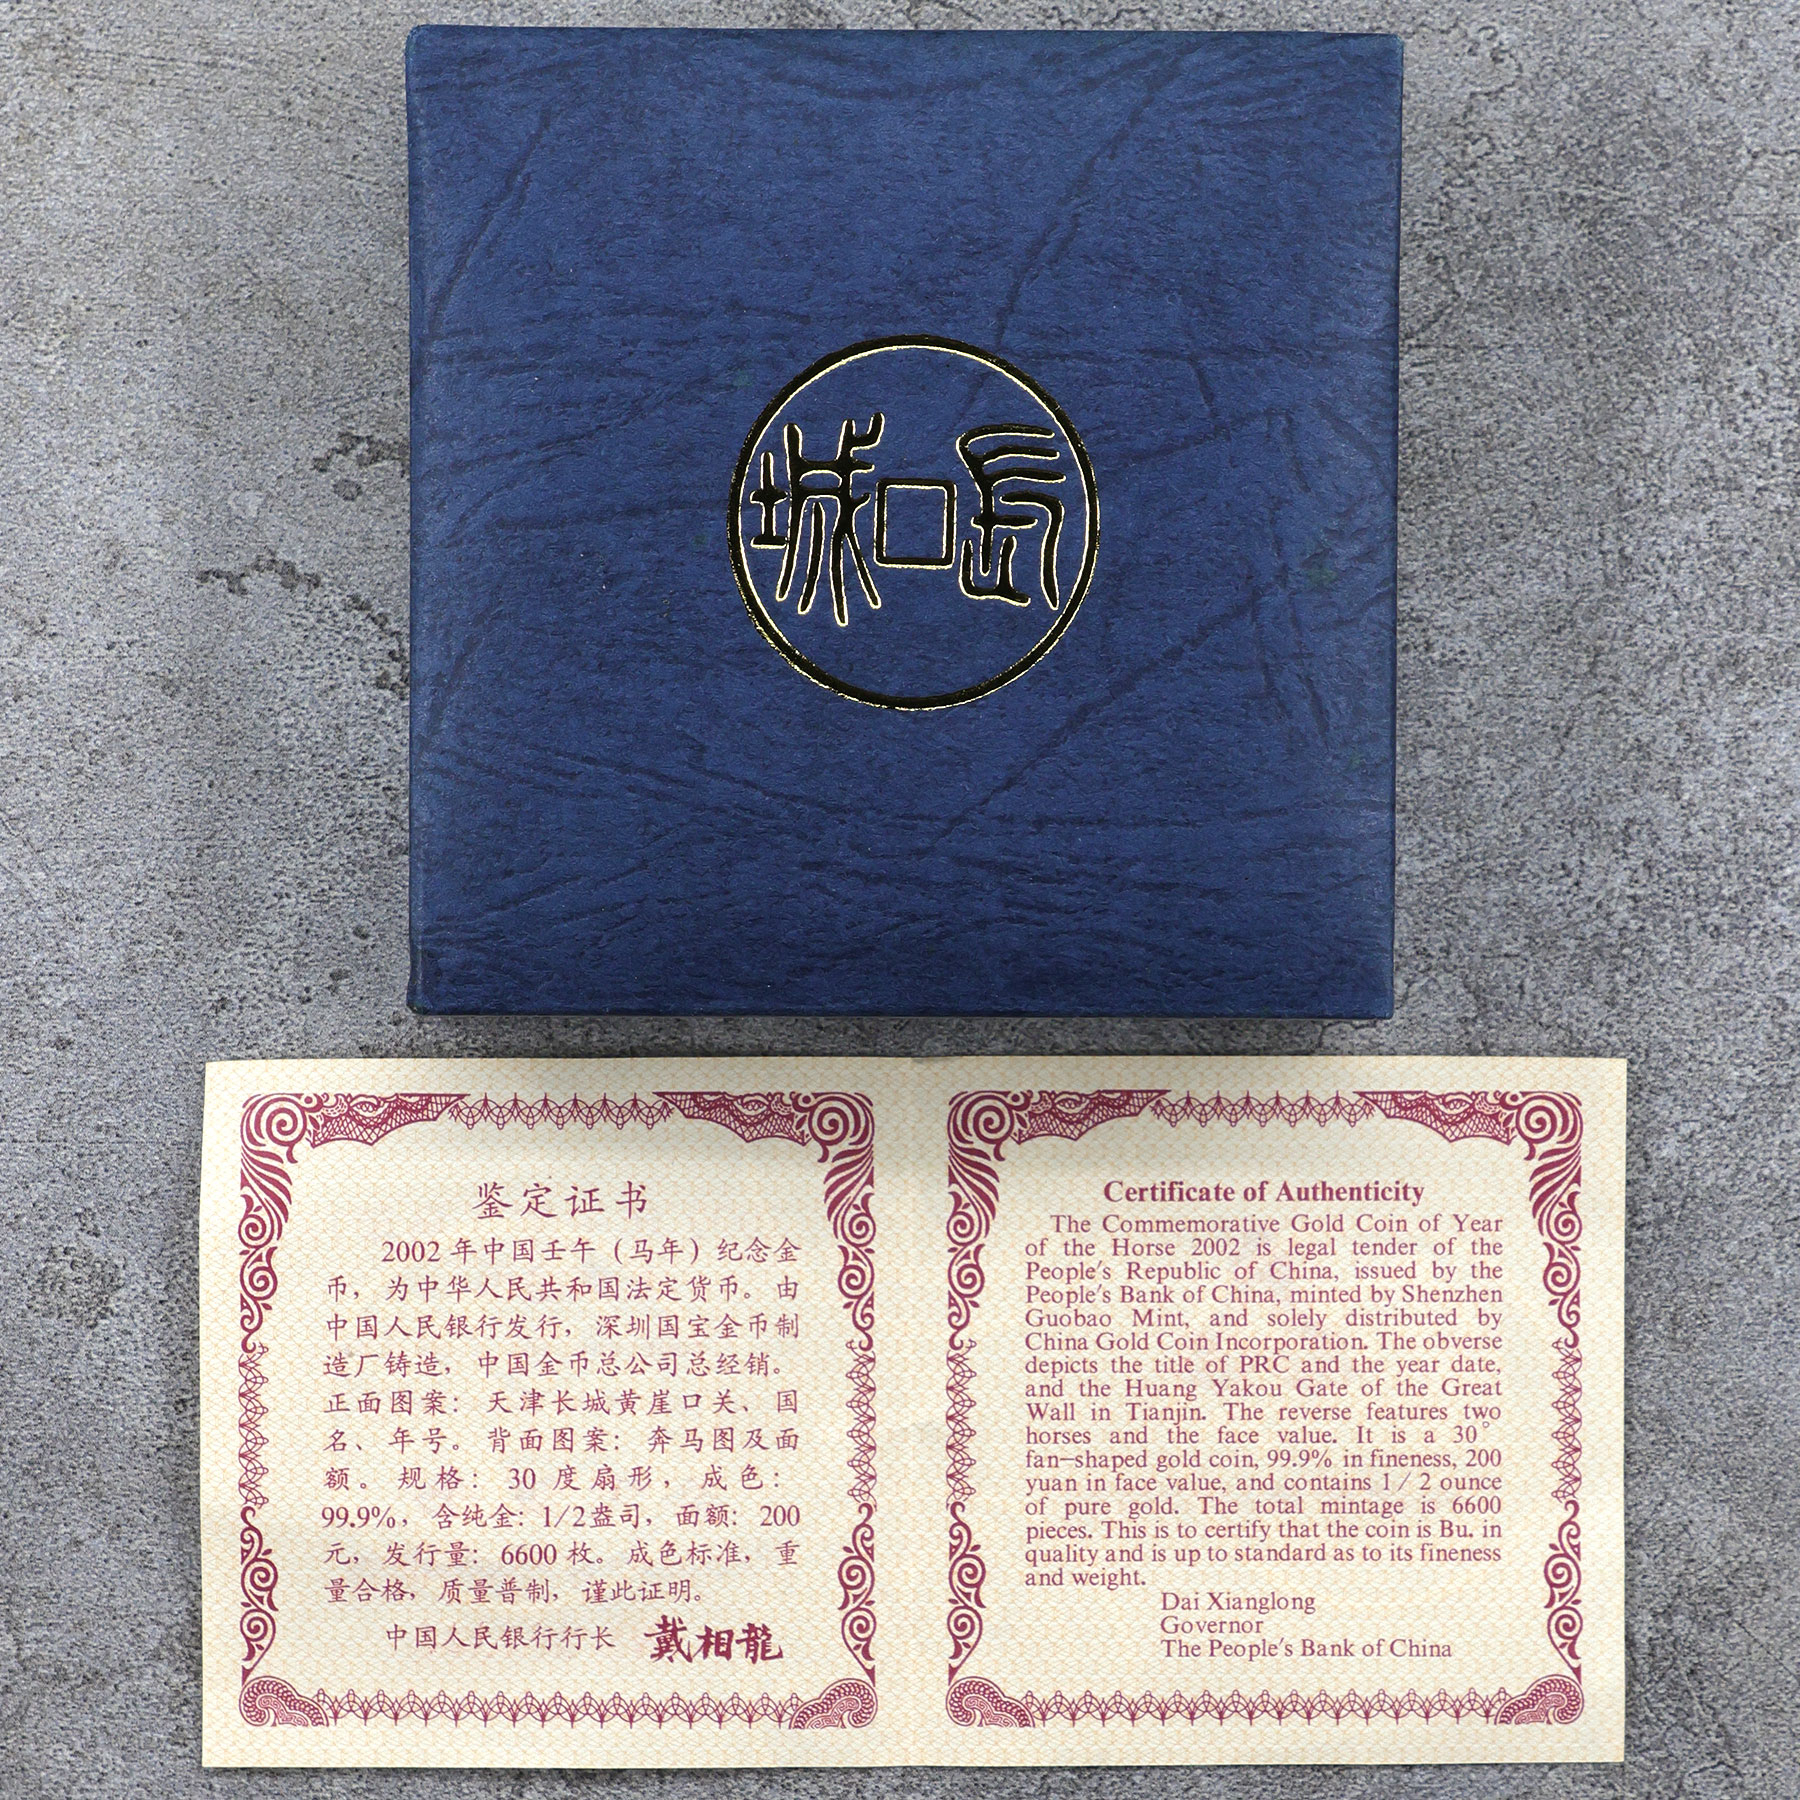 長城
鉴定证书
2002 年中国壬午（马年）纪念金
币，为中华人民共和国法定货币。由
中国人民银行发行，深圳国宝金币制
造厂铸造，中国金币总公司总经销。
正面图案：天津长城黄崖口关、国
名、年号。背面图案：奔马图及面
额。规格：30 度扇形，成色：
99.9%，含纯金：1/2盎司，面额：200
元，发行量：6600 枚。成色标准，重
量合格，质量普制，谨此证明。
中国人民银行行长 戴相龍
Certificate of Authenticity
The Commemorative Gold Coin of Year
of the Horse 2002 is legal tender of the
People's Republic of China, issued by the
People's Bank of China, minted by Shenzhen
Guobao Mint, and solely distributed by
China Gold Coin Incorporation. The obverse
depicts the title of PRC and the year date,
and the Huang Yakou Gate of the Great
Wall in Tianjin. The reverse features two
horses and the face value. It is a 30°
fan-shaped gold coin, 99.9% in fineness, 200
yuan in face value, and contains 1/2 ounce
of pure gold. The total mintage is 6600
pieces. This is to certify that the coin is Bu. in
quality and is up to standard as to its fineness
and weight.
Dai Xianglong
Governor
The People's Bank of China